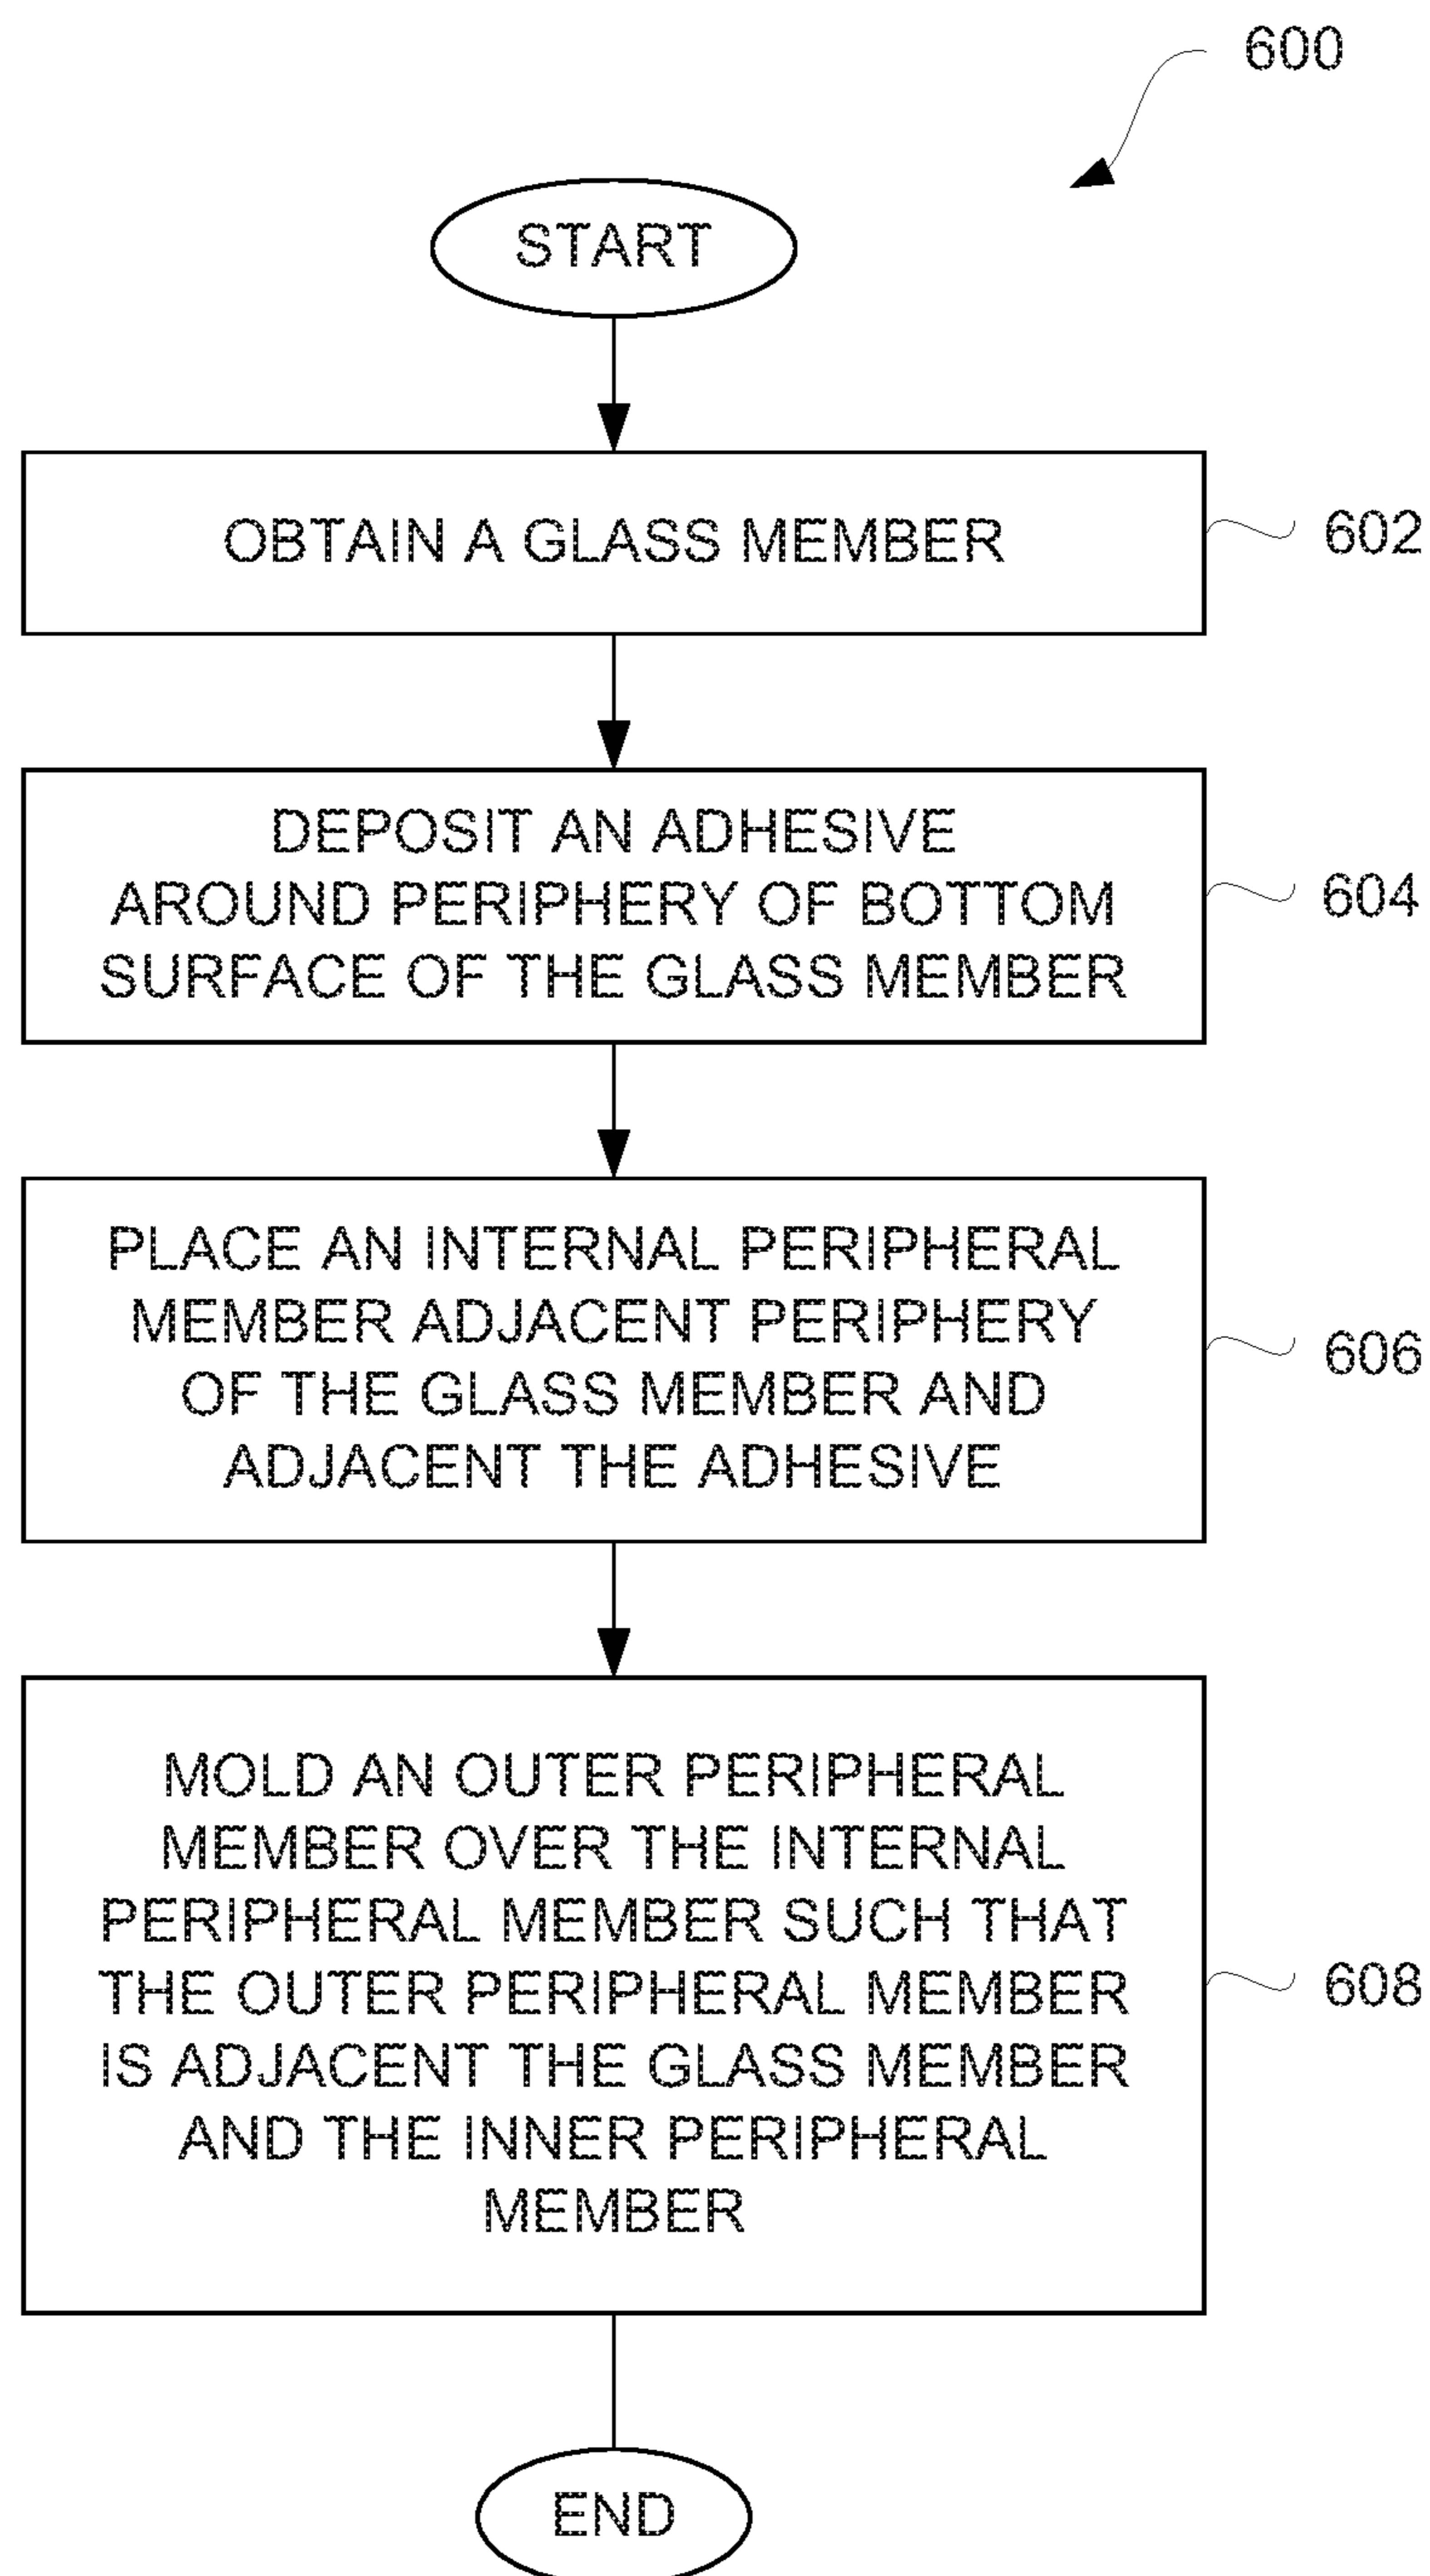 600
START
OBTAIN A GLASS MEMBER
602
DEPOSIT AN ADHESIVE
AROUND PERIPHERY OF BOTTOM
SURFACE OF THE GLASS MEMBER
604
PLACE AN INTERNAL PERIPHERAL
MEMBER ADJACENT PERIPHERY
OF THE GLASS MEMBER AND
ADJACENT THE ADHESIVE
606
MOLD AN OUTER PERIPHERAL
MEMBER OVER THE INTERNAL
PERIPHERAL MEMBER SUCH THAT
THE OUTER PERIPHERAL MEMBER
IS ADJACENT THE GLASS MEMBER
AND THE INNER PERIPHERAL
MEMBER
608
END